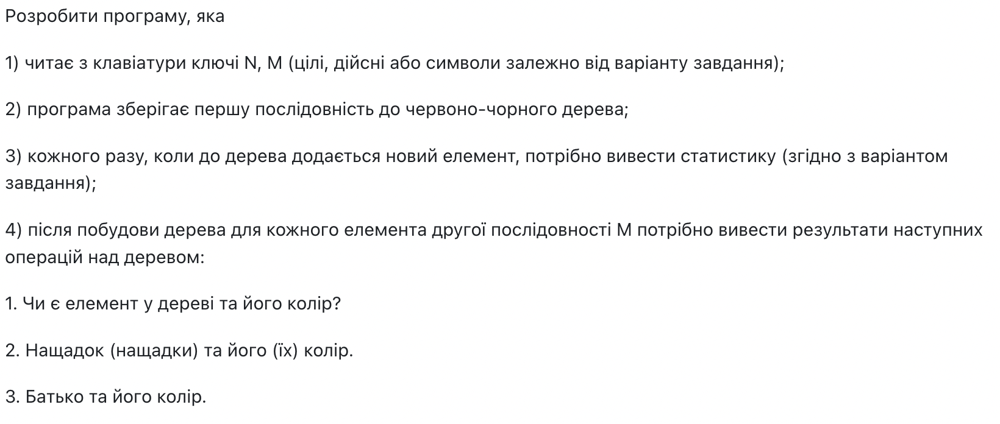 Розробити програму, яка
1) читає з клавіатури ключі N, M (цілі, дійсні або символи залежно від варіанту завдання);
2) програма зберігає першу послідовність до червоно-чорного дерева;
3) кожного разу, коли до дерева додається новий елемент, потрібно вивести статистику (згідно з варіантом
завдання);
4) після побудови дерева для кожного елемента другої послідовності M потрібно вивести результати наступних
операцій над деревом:
1. Чи є елемент у дереві та його колір?
2. Нащадок (нащадки) та його (їх) колір.
3. Батько та його колір.